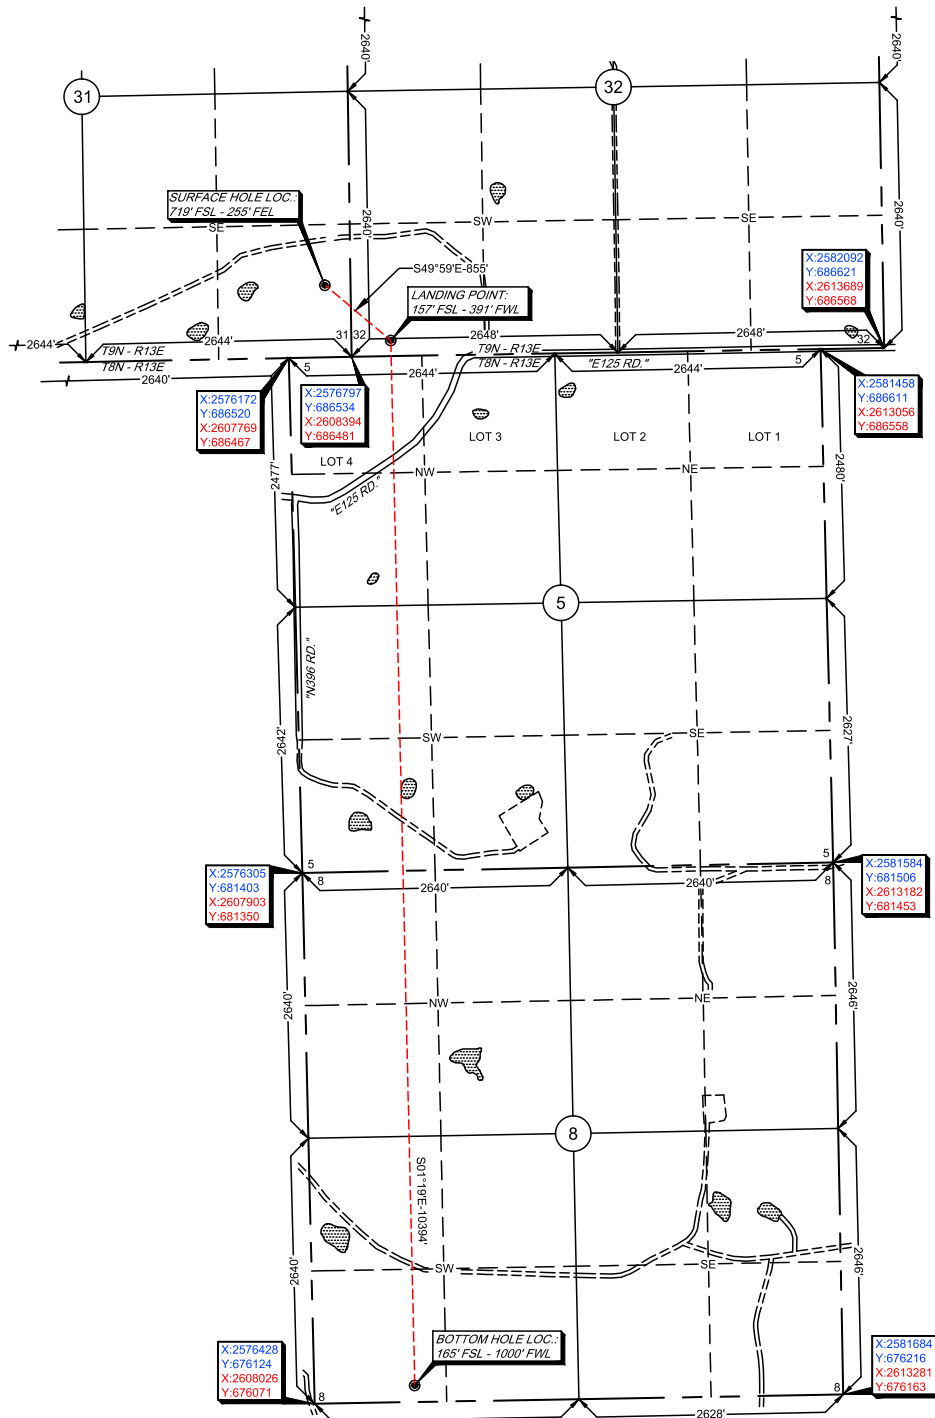 2640'
2640'
31
32
SURFACE HOLE LOC.:
719' FSL - 255' FEL
SE
SW
SE
2640'
2640'
S49°59'E-855'
X:2582092
Y:686621
X:2613689
Y:686568
LANDING POINT:
157' FSL - 391' FWL
2644'
2644'
31
32
2648'
2648'
32
T9N - R13E
T8N - R13E
T9N - R13E
T8N - R13E
"E125 RD."
2640'
5
2644'
2644'
5
X:2576172
Y:686520
X:2607769
Y:686467
X:2576797
Y:686534
X:2608394
Y:686481
X:2581458
Y:686611
X:2613056
Y:686558
LOT 4
LOT 3
LOT 2
LOT 1
2477'
NW
NE
2480'
"E125 RD."
5
"N396 RD."
2642'
SW
SE
2627'
5
8
2640'
2640'
5
8
X:2576305
Y:681403
X:2607903
Y:681350
X:2581584
Y:681506
X:2613182
Y:681453
2640'
NW
NE
2646'
8
S01°19'E-10394'
2640'
SW
SE
2646'
BOTTOM HOLE LOC.:
165' FSL - 1000' FWL
X:2576428
Y:676124
X:2608026
Y:676071
8
8
X:2581684
Y:676216
X:2613281
Y:676163
2628'